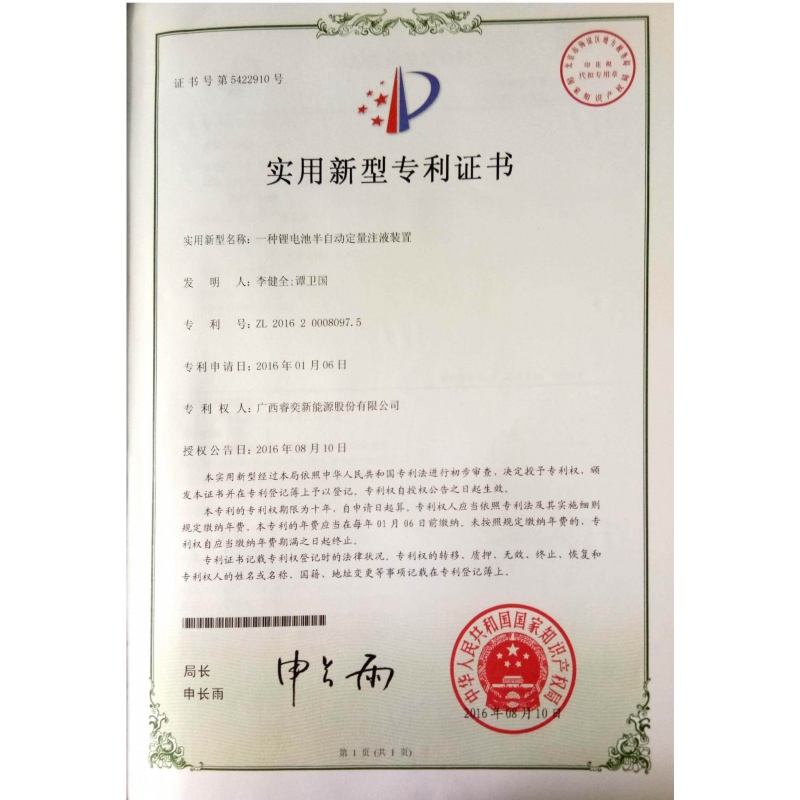 证书号第5422910号
印花税
代扣专用章
国家知识产权局
实用新型专利证书
实用新型名称：一种锂电池半自动定量注液装置
发明人：李健全;谭卫国
专利号：ZL 2016 2 0008097.5
专利申请日：2016年01月06日
专利权人：广西睿奕新能源股份有限公司
授权公告日：2016年08月10日
本实用新型经过本局依照中华人民共和国专利法进行初步审查，决定授予专利权，颁
发本证书并在专利登记簿上予以登记。专利权自授权公告之日起生效。
本专利的专利权期限为十年，自申请日起算。专利权人应当依照专利法及其实施细则
规定缴纳年费。本专利的年费应当在每年01月06日前缴纳。未按照规定缴纳年费的，专
利权自应当缴纳年费期满之日起终止。
专利证书记载专利权登记时的法律状况。专利权的转移、质押、无效、终止、恢复和
专利权人的姓名或名称、国籍、地址变更等事项记载在专利登记簿上。
局长
申长雨
申长雨
中华人民共和国国家知识产权局
2016年08月10日
第1页(共1页)